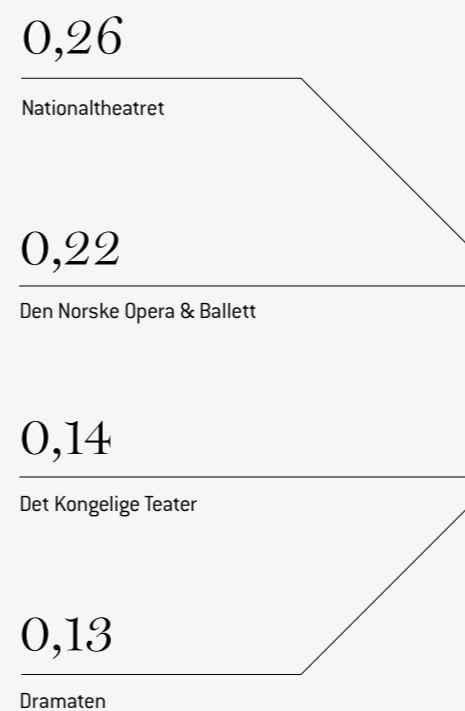 0,26
Nationaltheatret
0,22
Den Norske Opera & Ballett
0,14
Det Kongelige Teater
0,13
Dramaten